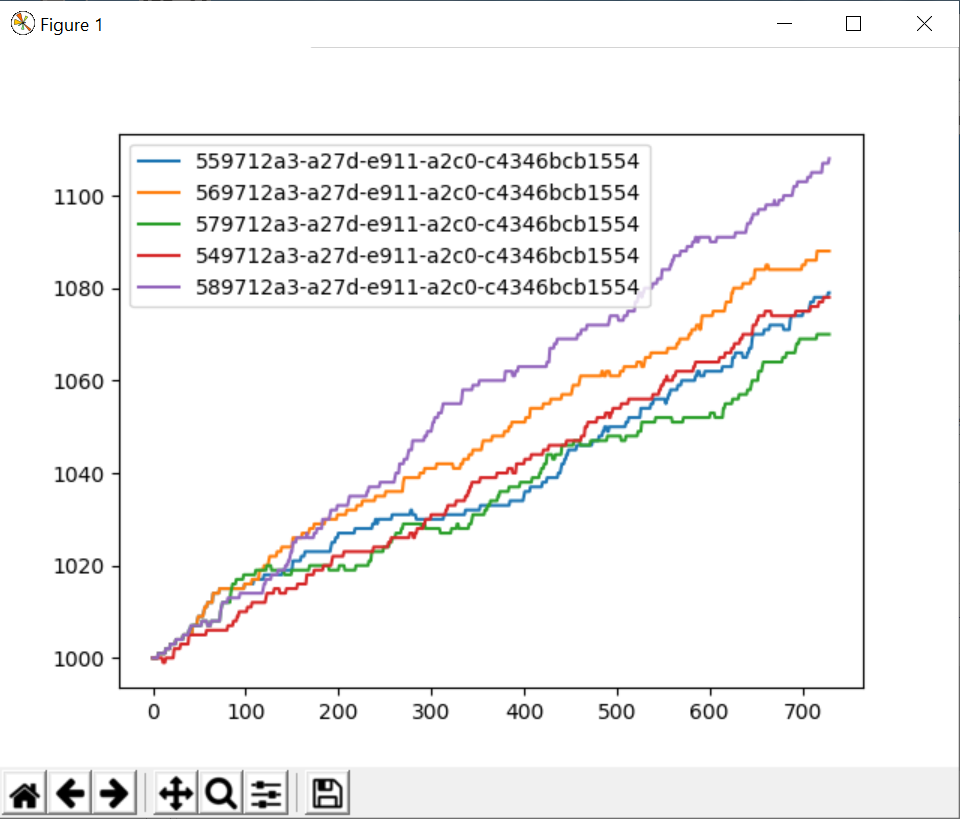 Figure 1
559712a3-a27d-e911-a2c0-c4346bcb1554
569712a3-a27d-e911-a2c0-c4346bcb1554
579712a3-a27d-e911-a2c0-c4346bcb1554
549712a3-a27d-e911-a2c0-c4346bcb1554
589712a3-a27d-e911-a2c0-c4346bcb1554
1100
1080
1060
1040
1020
1000
0 100 200 300 400 500 600 700